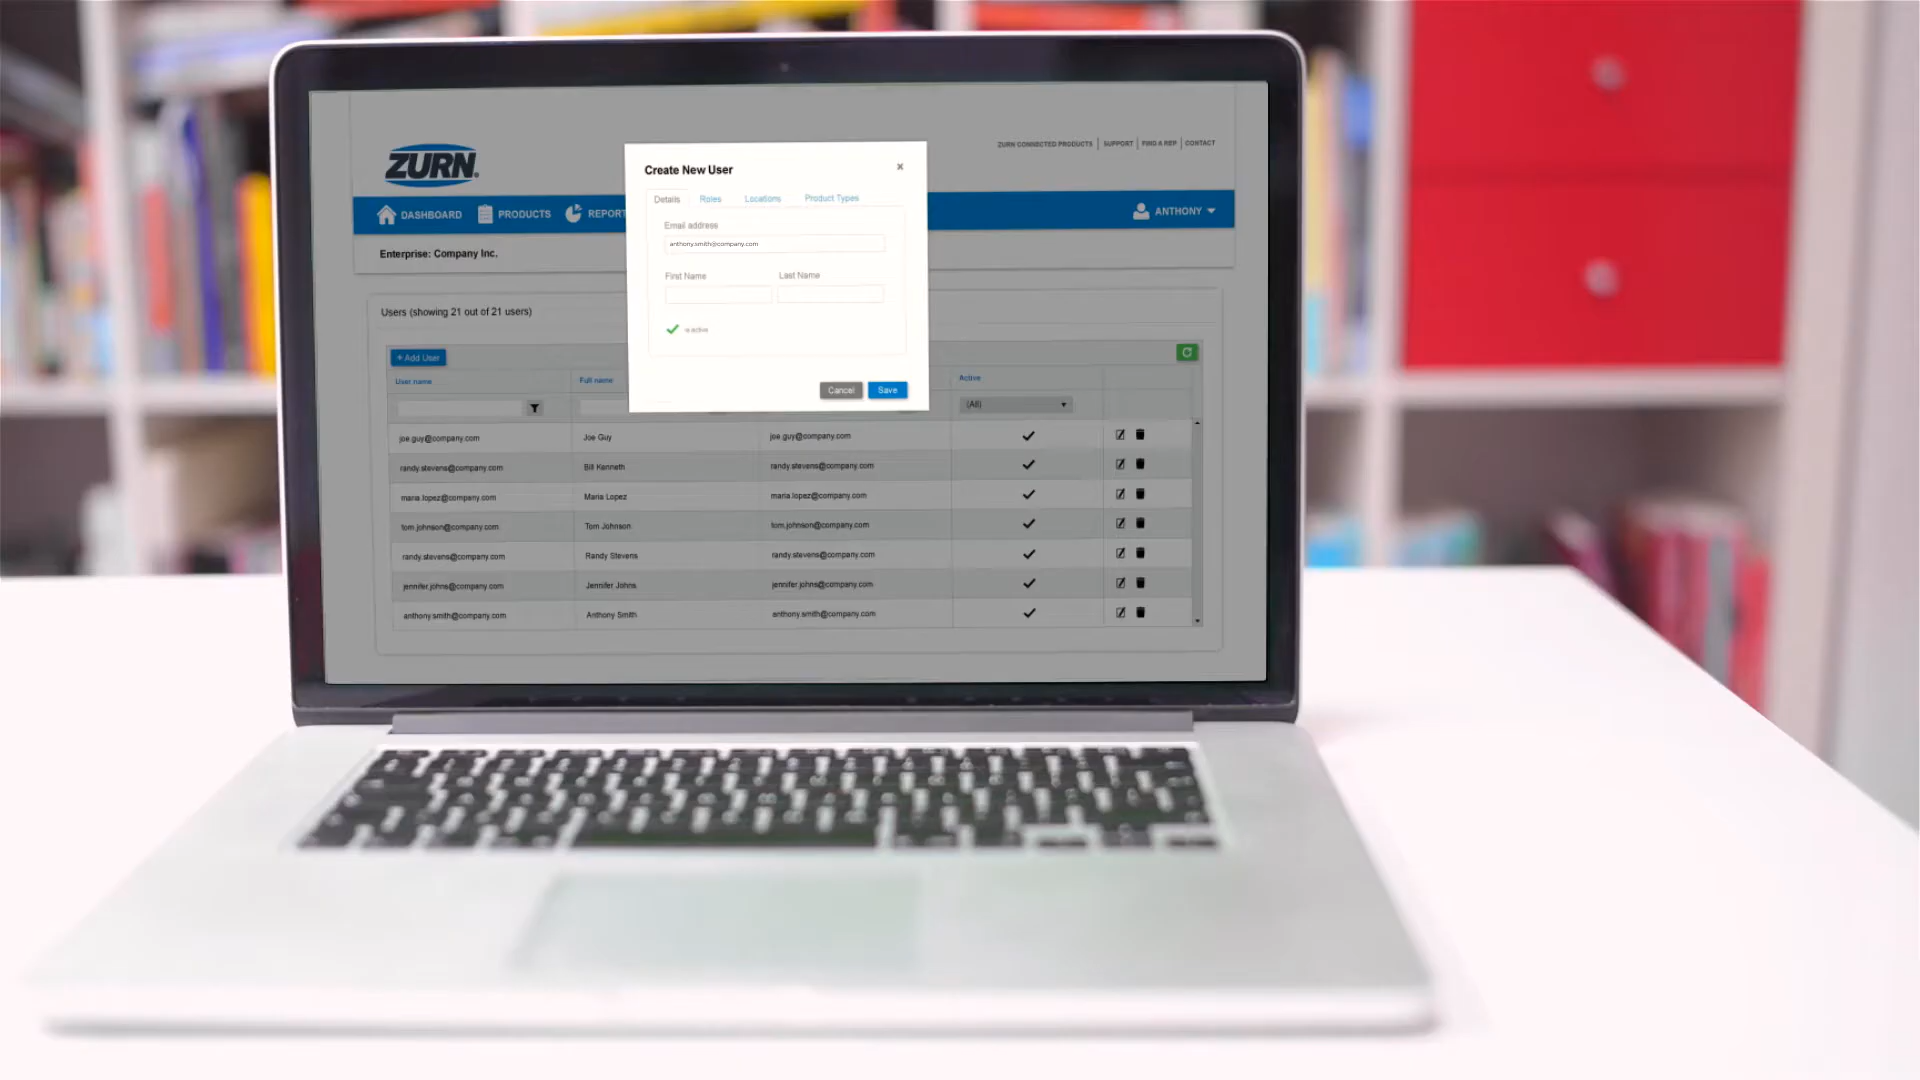 ZURN
ZURN CONNECTED PRODUCTS | SUPPORT | FIND A REP | CONTACT
DASHBOARD PRODUCTS REPORT ANTHONY
Enterprise: Company Inc.
Create New User ×
Details Roles Locations Product Types
Email address
anthony.smith@company.com
First Name Last Name
is active
Cancel Save
Users (showing 21 out of 21 users)
+ Add User
User name Full name Active
(All)
joe.guy@company.com Joe Guy joe.guy@company.com
randy.stevens@company.com Bill Kenneth randy.stevens@company.com
maria.lopez@company.com Maria Lopez maria.lopez@company.com
tom.johnson@company.com Tom Johnson tom.johnson@company.com
randy.stevens@company.com Randy Stevens randy.stevens@company.com
jennifer.johns@company.com Jennifer Johns jennifer.johns@company.com
anthony.smith@company.com Anthony Smith anthony.smith@company.com